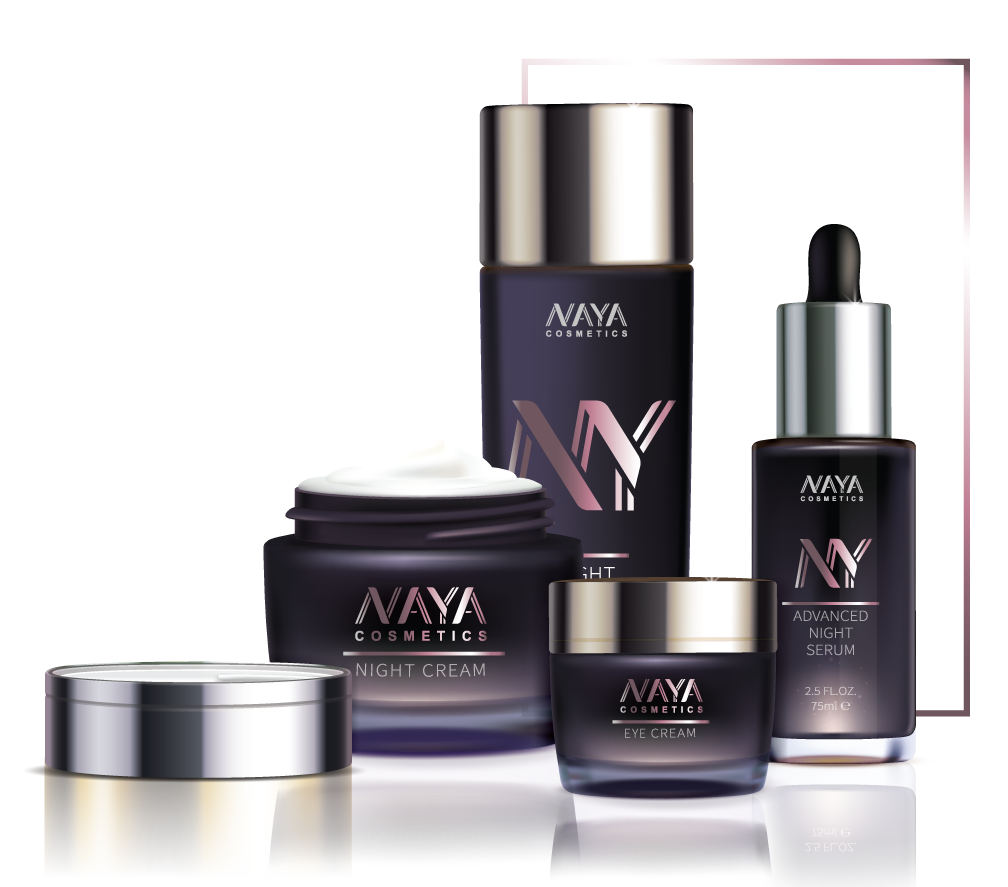 NAYA
COSMETICS
NY
NAYA
COSMETICS
NIGHT CREAM
NAYA
COSMETICS
EYE CREAM
NAYA
COSMETICS
NY
ADVANCED
NIGHT
SERUM
2.5 FL.OZ.
75ml ℮